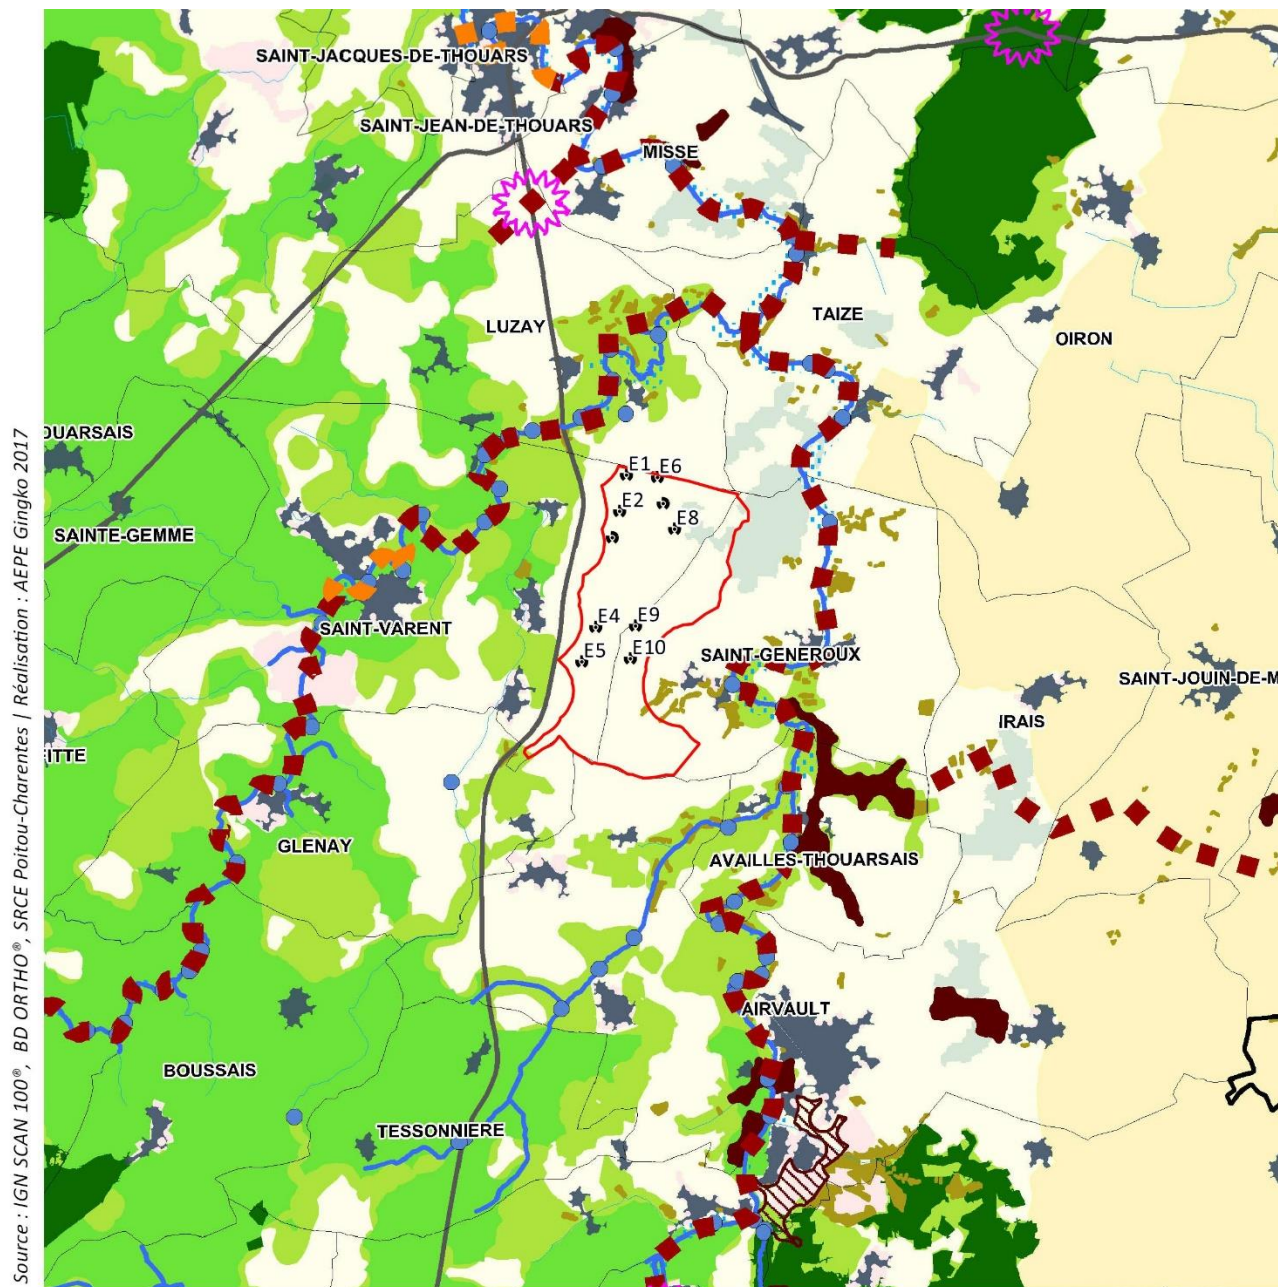 SAINT-JACQUES-DE-THOUARS
SAINT-JEAN-DE-THOUARS
MISSE
LUZAY
TAIZE
OIRON
OUARSAIS
E1
E6
E2
E8
SAINTE-GEMME
E4
E9
SAINT-VARENT
E5
E10
SAINT-GENEROUX
SAINT-JOUIN-DE-M
IRAIS
ITTE
GLENAY
AVAILLES-THOUARSAIS
AIRVAULT
BOUSSAIS
TESSONNIERE
Source : IGN SCAN 100®, BD ORTHO®, SRCE Poitou-Charentes | Réalisation : AEPE Gingko 2017